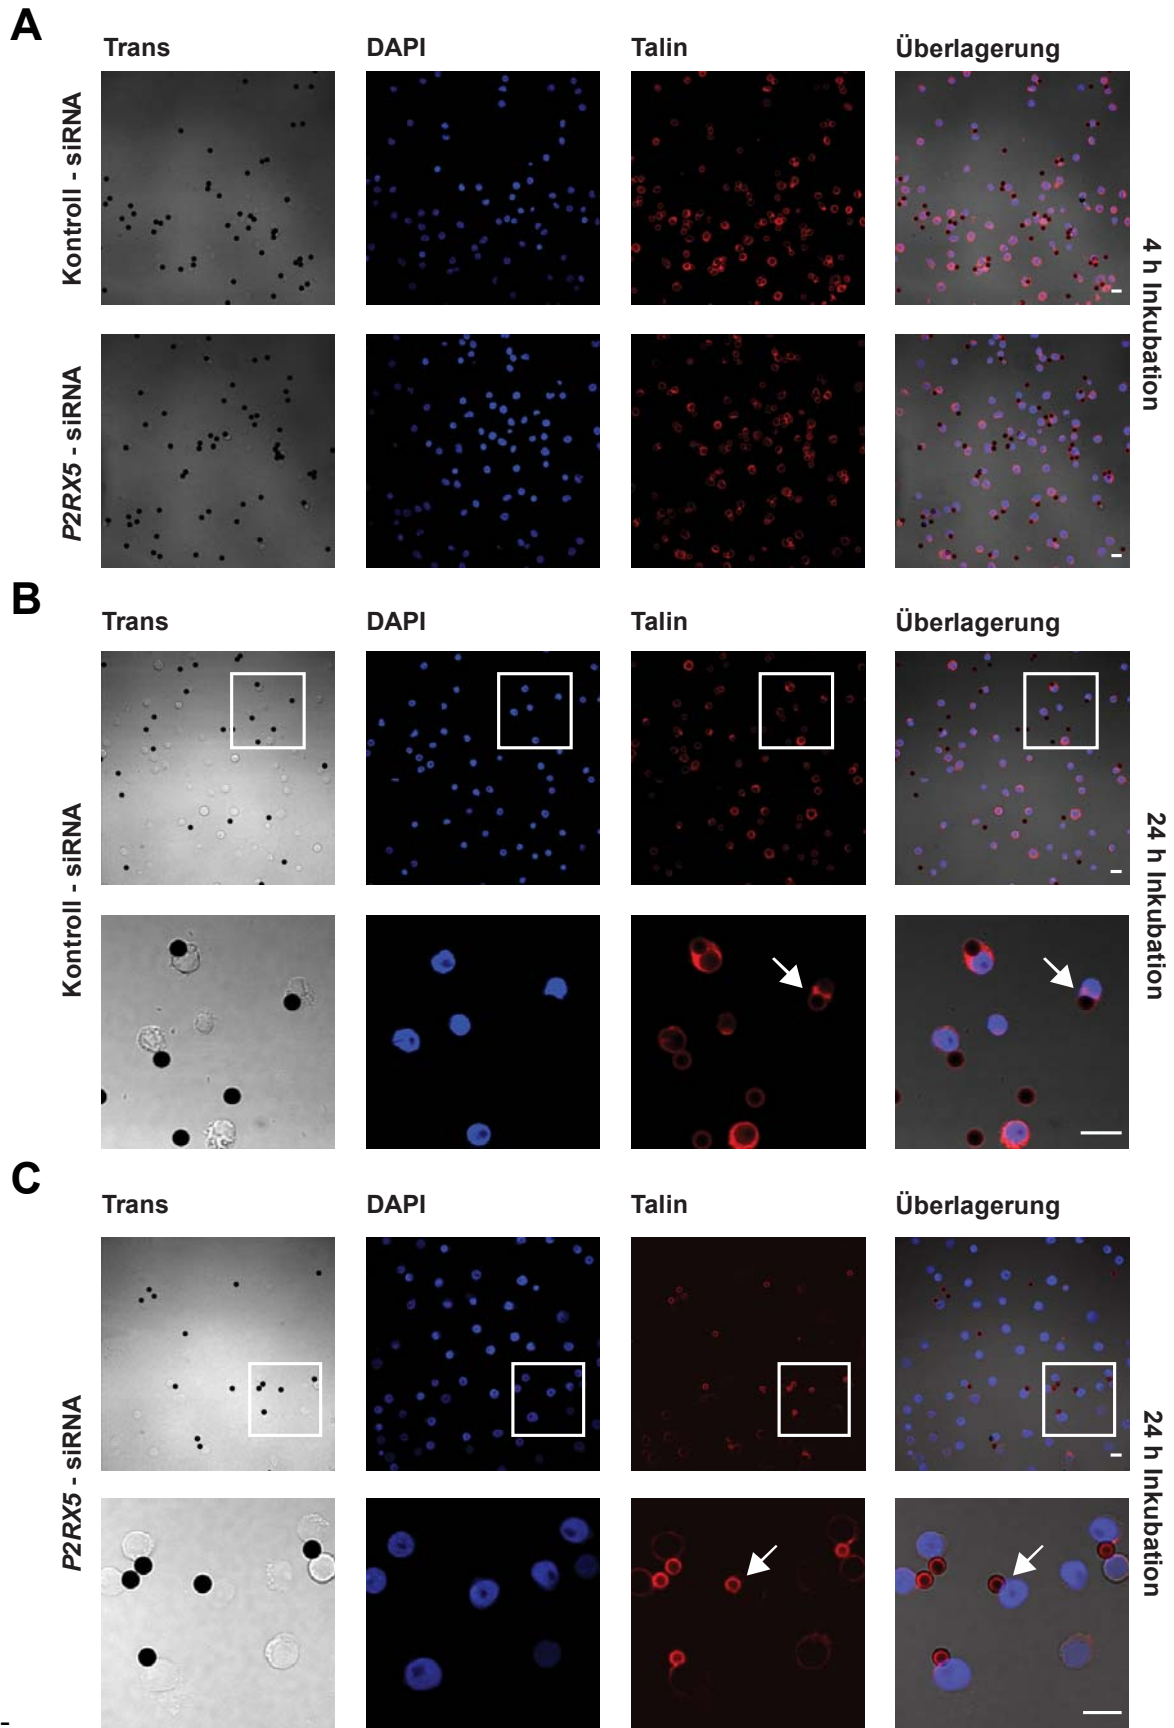 A
Trans DAPI Talin Überlagerung
Kontroll - siRNA
P2RX5 - siRNA
4 h Inkubation
B
Trans DAPI Talin Überlagerung
Kontroll - siRNA
24 h Inkubation
C
Trans DAPI Talin Überlagerung
P2RX5 - siRNA
24 h Inkubation